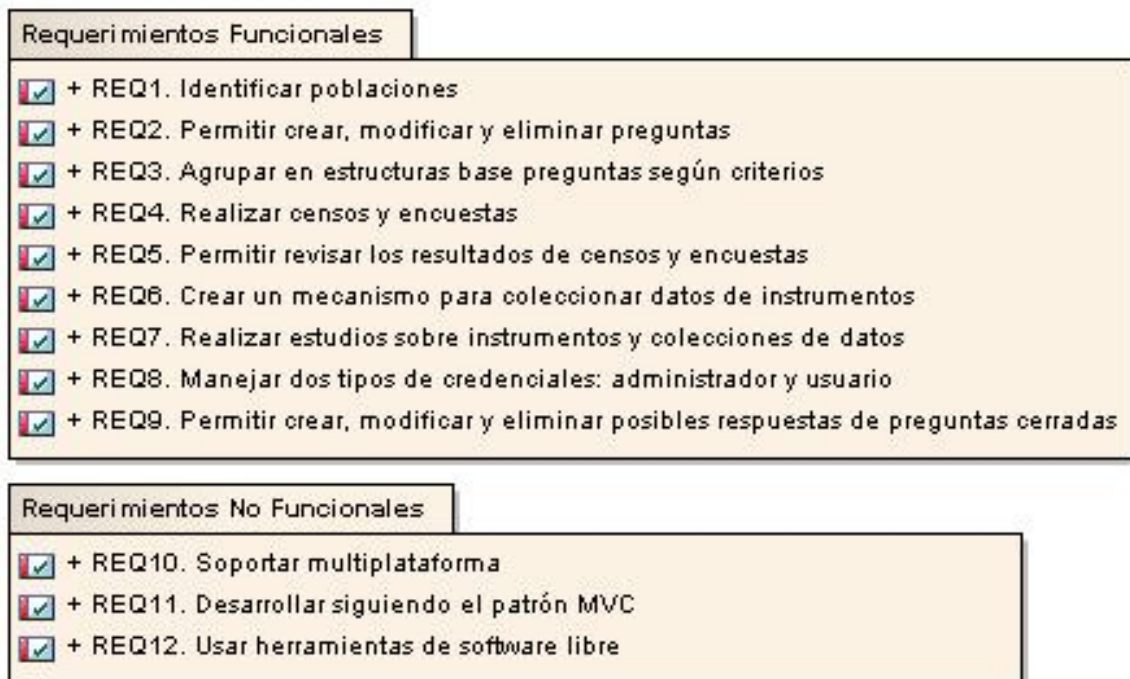 Requerimientos Funcionales
+ REQ1. Identificar poblaciones
+ REQ2. Permitir crear, modificar y eliminar preguntas
+ REQ3. Agrupar en estructuras base preguntas según criterios
+ REQ4. Realizar censos y encuestas
+ REQ5. Permitir revisar los resultados de censos y encuestas
+ REQ6. Crear un mecanismo para coleccionar datos de instrumentos
+ REQ7. Realizar estudios sobre instrumentos y colecciones de datos
+ REQ8. Manejar dos tipos de credenciales: administrador y usuario
+ REQ9. Permitir crear, modificar y eliminar posibles respuestas de preguntas cerradas
Requerimientos No Funcionales
+ REQ10. Soportar multiplataforma
+ REQ11. Desarrollar siguiendo el patrón MVC
+ REQ12. Usar herramientas de software libre